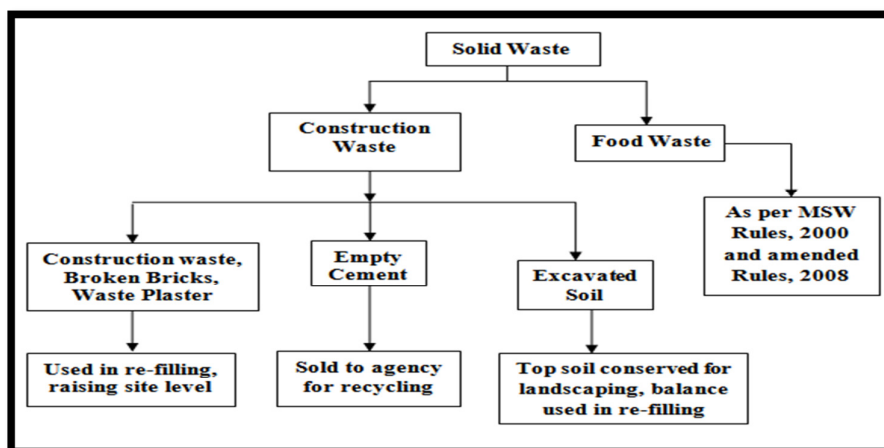 Solid Waste
Construction
Waste
Food Waste
As per MSW
Rules, 2000
and amended
Rules, 2008
Construction waste,
Broken Bricks,
Waste Plaster
Empty
Cement
Excavated
Soil
Used in re-filling,
raising site level
Sold to agency
for recycling
Top soil conserved for
landscaping, balance
used in re-filling